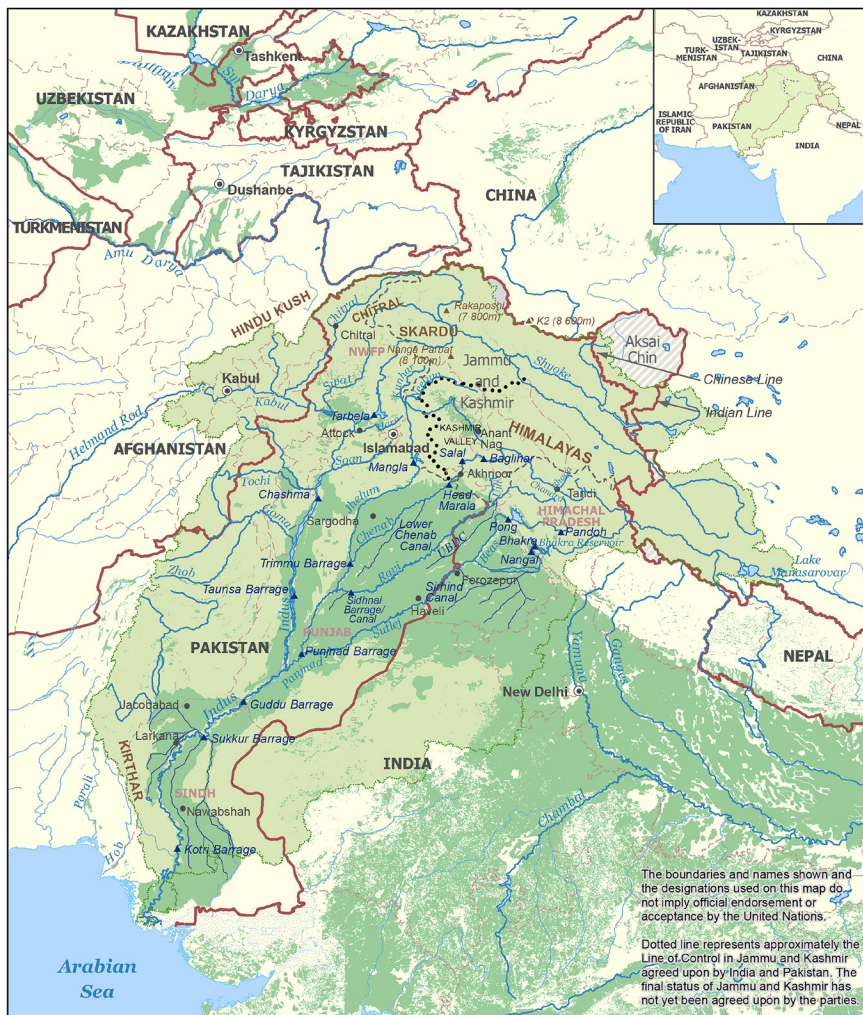 KAZAKHSTAN
Tashkent
Syr
Darya
UZBEKISTAN
KYRGYZSTAN
TAJIKISTAN
Dushanbe
CHINA
TURKMENISTAN
Amu Darya
KAZAKHSTAN
KYRGYZSTAN
UZBEK-
ISTAN
TURK-
MENISTAN
TAJIKISTAN
CHINA
AFGHANISTAN
ISLAMIC
REPUBLIC
OF IRAN
PAKISTAN
NEPAL
INDIA
HINDU KUSH
Chitral
CHITRAL
Chitral
Rakaposhi
(7 800m)
K2 (8 600m)
SKARDU
NWFP
Nanga Parbat
(8 100m)
Jammu
and
Kashmir
Shyoke
Aksai
Chin
Chinese Line
Indian Line
Kabul
Kabul
Swat
Kunhar
Jhelum
Helmand Rod
Tarbela
Attock
Haro
Islamabad
KASHMIR
VALLEY
Anant
Nag
HIMALAYAS
AFGHANISTAN
Soan
Mangla
Salal
Baglihar
Akhnoor
Tochi
Chashma
Jhelum
Head
Marala
Chandra
Tandi
Gomal
Sargodha
Chenab
Lower
Chenab
Canal
UBDC
Pong
HIMACHAL
PRADESH
Pandoh
Bhakra
Bhakra Reservoir
Nangal
Beas
Zhob
Trimmu Barrage
Ravi
Lake
Manasarovar
Taunsa Barrage
Indus
Sidhnai
Barrage/
Canal
Sirhind
Canal
Ferozepur
Haveli
PAKISTAN
PUNJAB
Sutlej
Punjnad Barrage
Panjnad
Yamuna
Ganges
NEPAL
New Delhi
Jacobabad
Indus
Guddu Barrage
Larkana
Sukkur Barrage
KIRTHAR
INDIA
Porali
SINDH
Nawabshah
Chambal
Hob
Kotri Barrage
Arabian
Sea
The boundaries and names shown and
the designations used on this map do
not imply official endorsement or
acceptance by the United Nations.
Dotted line represents approximately the
Line of Control in Jammu and Kashmir
agreed upon by India and Pakistan. The
final status of Jammu and Kashmir has
not yet been agreed upon by the parties.